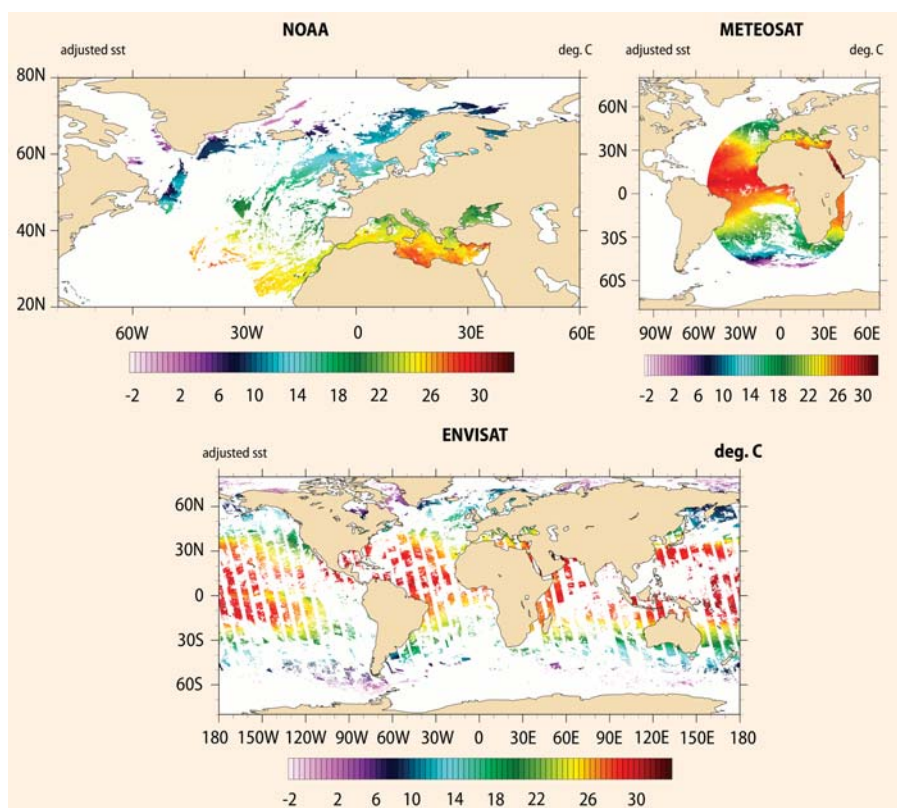 NOAA
adjusted sst deg. C
80N
60N
40N
20N
60W 30W 0 30E 60E
-2 2 6 10 14 18 22 26 30
METEOSAT
adjusted sst deg. C
60N
30N
0
30S
60S
90W 60W 30W 0 30E 60E
-2 2 6 10 14 18 22 26 30
ENVISAT
adjusted sst deg. C
60N
30N
0
30S
60S
180 150W 120W 90W 60W 30W 0 30E 60E 90E 120E 150E 180
-2 2 6 10 14 18 22 26 30